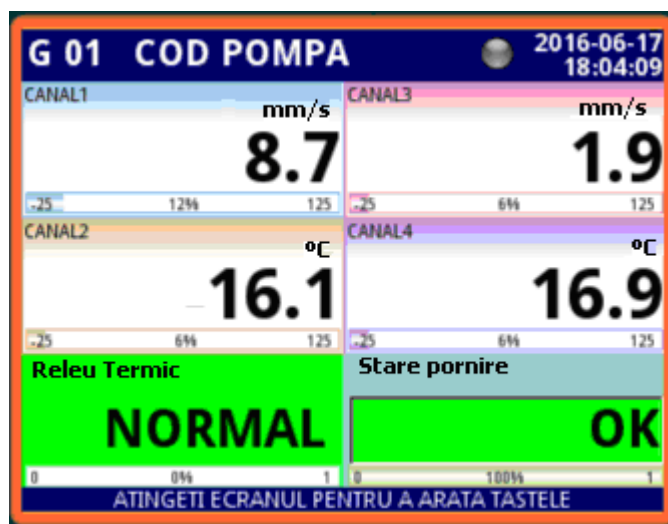 G 01 COD POMPA
2016-06-17
18:04:09
CANAL1
mm/s
8.7
-25 12% 125
CANAL3
mm/s
1.9
-25 6% 125
CANAL2
ºC
16.1
-25 6% 125
CANAL4
ºC
16.9
-25 6% 125
Releu Termic
NORMAL
0 0% 1
Stare pornire
OK
0 100% 1
ATINGETI ECRANUL PENTRU A ARATA TASTELE